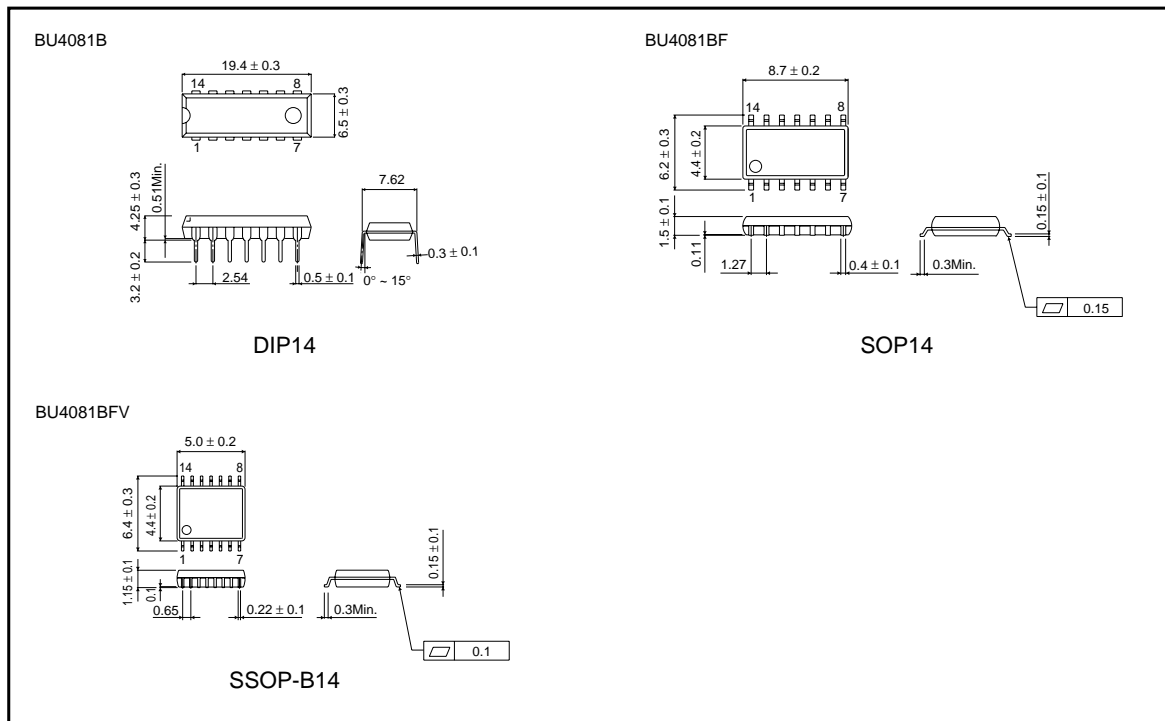 BU4081B
19.4 ± 0.3
14
8
6.5 ± 0.3
1
7
4.25 ± 0.3
0.51Min.
3.2 ± 0.2
2.54
0.5 ± 0.1
7.62
0.3 ± 0.1
0° ~ 15°
DIP14
BU4081BF
8.7 ± 0.2
14
8
6.2 ± 0.3
4.4 ± 0.2
1
7
1.5 ± 0.1
0.11
1.27
0.4 ± 0.1
0.15 ± 0.1
0.3Min.
0.15
SOP14
BU4081BFV
5.0 ± 0.2
14
8
6.4 ± 0.3
4.4 ± 0.2
1
7
1.15 ± 0.1
0.1
0.65
0.22 ± 0.1
0.15 ± 0.1
0.3Min.
0.1
SSOP-B14